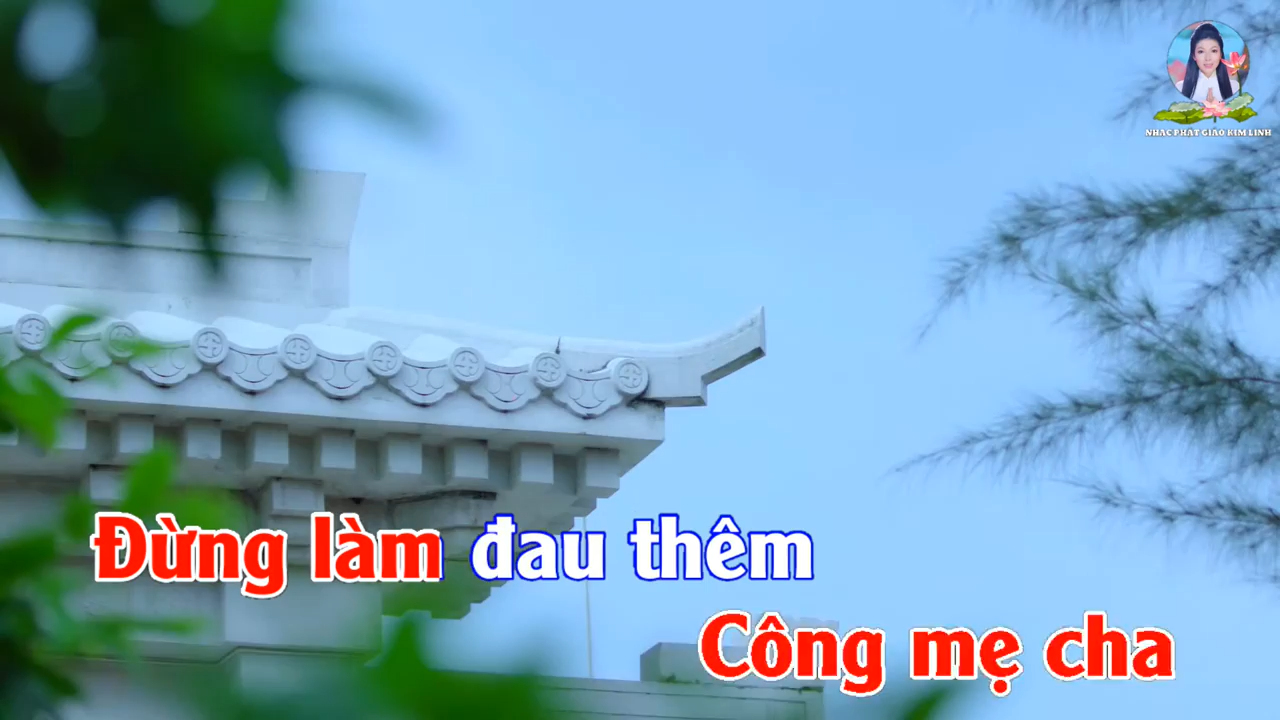 NHẠC PHẬT GIÁO KIM LINH
Đừng làm đau thêm
Công mẹ cha